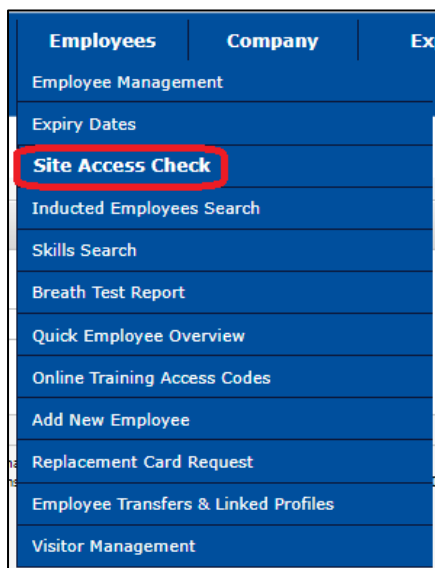 Employees Company Ex
Employee Management
Expiry Dates
Site Access Check
Inducted Employees Search
Skills Search
Breath Test Report
Quick Employee Overview
Online Training Access Codes
Add New Employee
Replacement Card Request
Employee Transfers & Linked Profiles
Visitor Management